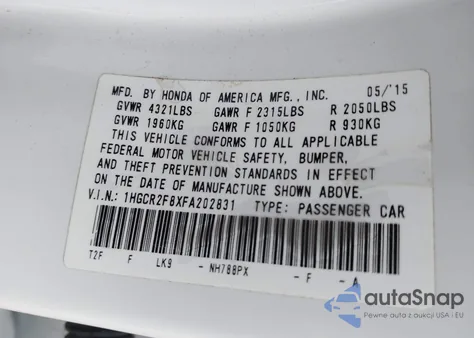 MFD. BY HONDA OF AMERICA MFG., INC. 05/'15
GVWR 4321LBS GAWR F 2315LBS R 2050LBS
GVWR 1960KG GAWR F 1050KG R 930KG
THIS VEHICLE CONFORMS TO ALL APPLICABLE
FEDERAL MOTOR VEHICLE SAFETY, BUMPER,
AND THEFT PREVENTION STANDARDS IN EFFECT
ON THE DATE OF MANUFACTURE SHOWN ABOVE.
V.I.N.: 1HGCR2F8XFA202831 TYPE: PASSENGER CAR
T2F F LK9 - NH788PX - F - A
autoSnap
Pewne auto z dostawą z USA i EU